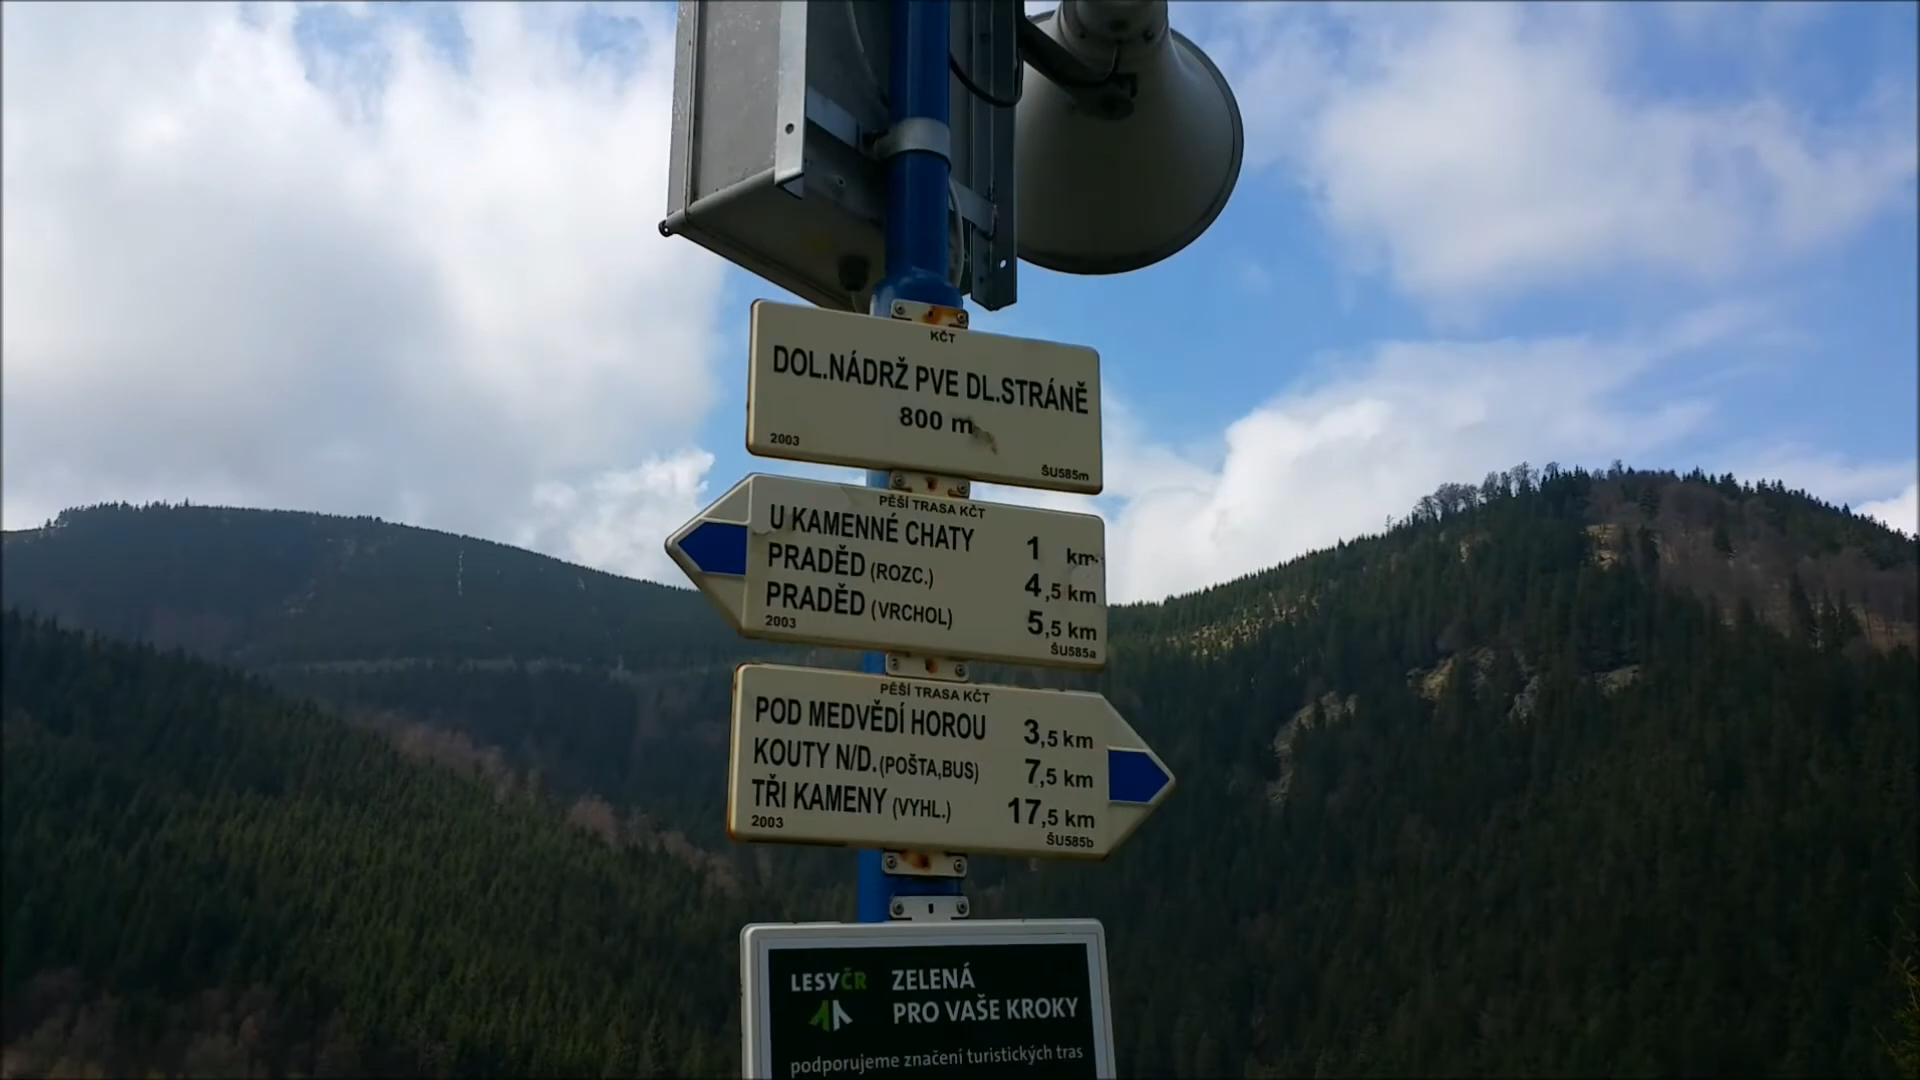 KČT
DOL.NÁDRŽ PVE DL.STRÁNĚ
800 m
2003 ŠU585m
PĚŠÍ TRASA KČT
U KAMENNÉ CHATY 1 km
PRADĚD (ROZC.) 4,5 km
PRADĚD (VRCHOL) 5,5 km
2003 ŠU585a
PĚŠÍ TRASA KČT
POD MEDVĚDÍ HOROU 3,5 km
KOUTY N/D.(POŠTA,BUS) 7,5 km
TŘI KAMENY (VYHL.) 17,5 km
2003 ŠU585b
LESYČR ZELENÁ
PRO VAŠE KROKY
podporujeme značení turistických tras